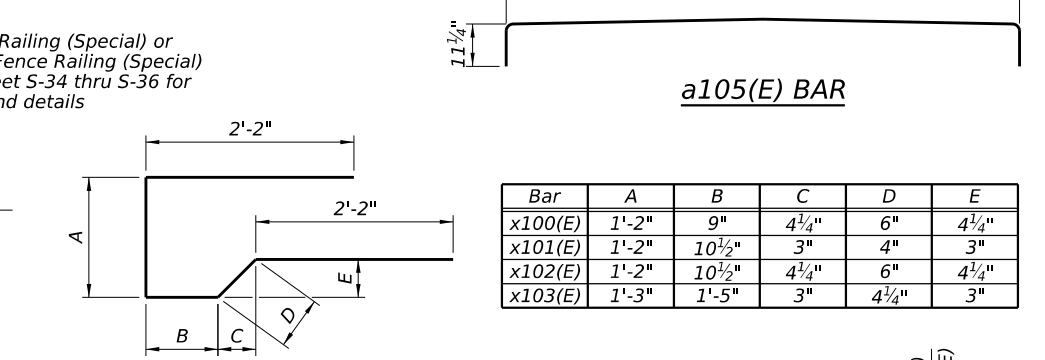 Railing (Special) or
Fence Railing (Special)
eet S-34 thru S-36 for
nd details
11¼"
a105(E) BAR
2'-2"
2'-2"
A
E
D
B
C
Bar A B C D E
x100(E) 1'-2" 9" 4¼" 6" 4¼"
x101(E) 1'-2" 10½" 3" 4" 3"
x102(E) 1'-2" 10½" 4¼" 6" 4¼"
x103(E) 1'-3" 1'-5" 3" 4¼" 3"
E)